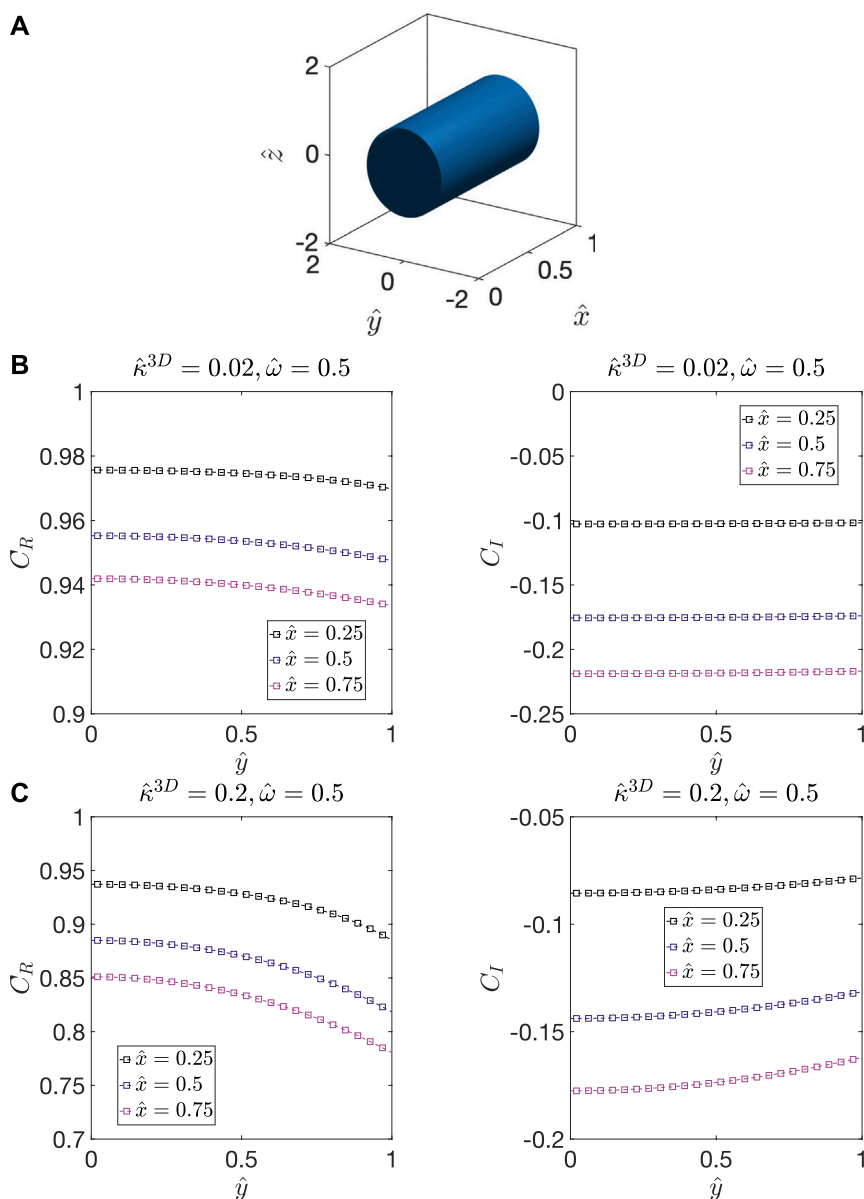 A
2
0
-2
ẑ
2
0
-2
ŷ
0
0.5
1
x̂
B
κ̂³ᴰ = 0.02, ω̂ = 0.5
1
0.98
0.96
0.94
0.92
0.9
C_R
0
0.5
1
ŷ
x̂ = 0.25
x̂ = 0.5
x̂ = 0.75
κ̂³ᴰ = 0.02, ω̂ = 0.5
0
-0.05
-0.1
-0.15
-0.2
-0.25
C_I
0
0.5
1
ŷ
x̂ = 0.25
x̂ = 0.5
x̂ = 0.75
C
κ̂³ᴰ = 0.2, ω̂ = 0.5
1
0.95
0.9
0.85
0.8
0.75
0.7
C_R
0
0.5
1
ŷ
x̂ = 0.25
x̂ = 0.5
x̂ = 0.75
κ̂³ᴰ = 0.2, ω̂ = 0.5
-0.05
-0.1
-0.15
-0.2
C_I
0
0.5
1
ŷ
x̂ = 0.25
x̂ = 0.5
x̂ = 0.75